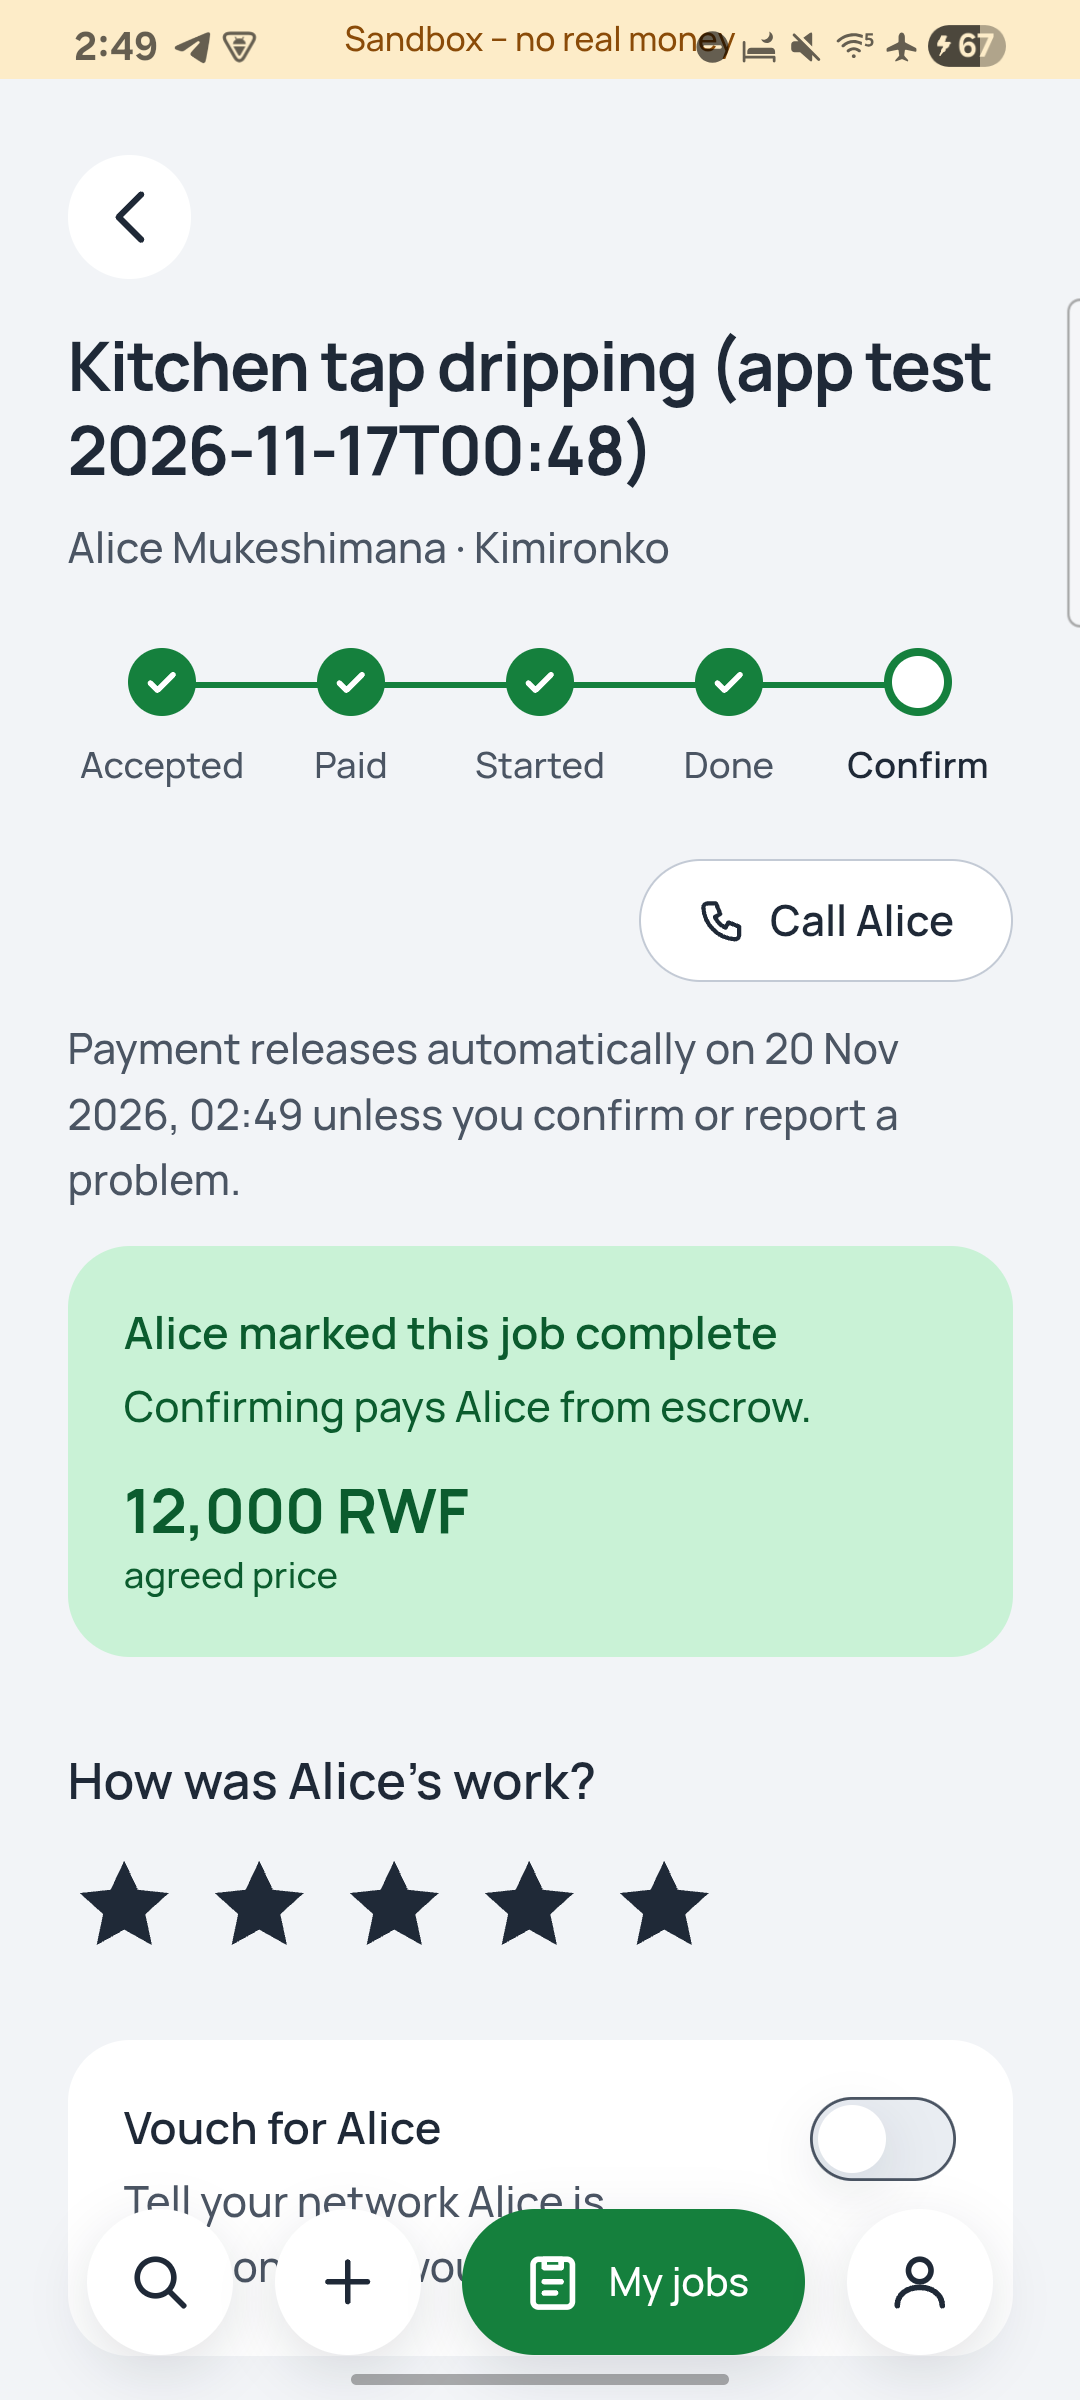 2:49
Sandbox – no real money
5
67
Kitchen tap dripping (app test
2026-11-17T00:48)
Alice Mukeshimana · Kimironko
Accepted
Paid
Started
Done
Confirm
Call Alice
Payment releases automatically on 20 Nov
2026, 02:49 unless you confirm or report a
problem.
Alice marked this job complete
Confirming pays Alice from escrow.
12,000 RWF
agreed price
How was Alice’s work?
Vouch for Alice
Tell your network Alice is
My jobs